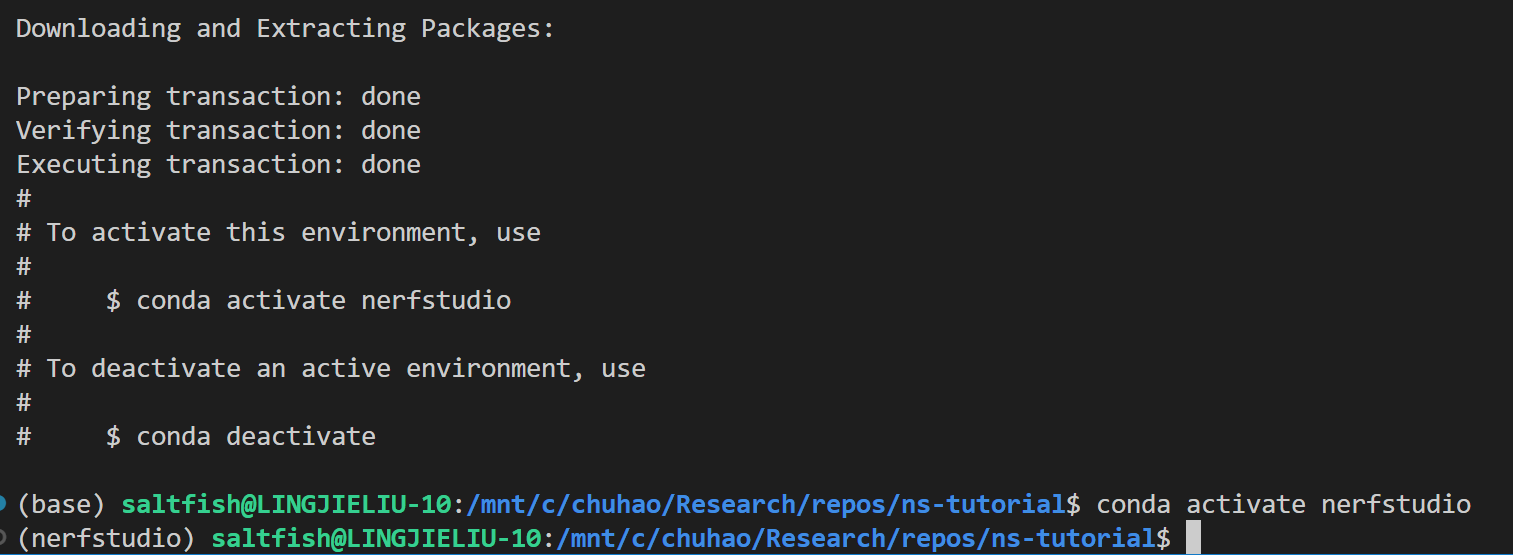 Downloading and Extracting Packages:
Preparing transaction: done
Verifying transaction: done
Executing transaction: done
#
# To activate this environment, use
#
#     $ conda activate nerfstudio
#
# To deactivate an active environment, use
#
#     $ conda deactivate
(base) saltfish@LINGJIELIU-10:/mnt/c/chuhao/Research/repos/ns-tutorial$ conda activate nerfstudio
(nerfstudio) saltfish@LINGJIELIU-10:/mnt/c/chuhao/Research/repos/ns-tutorial$